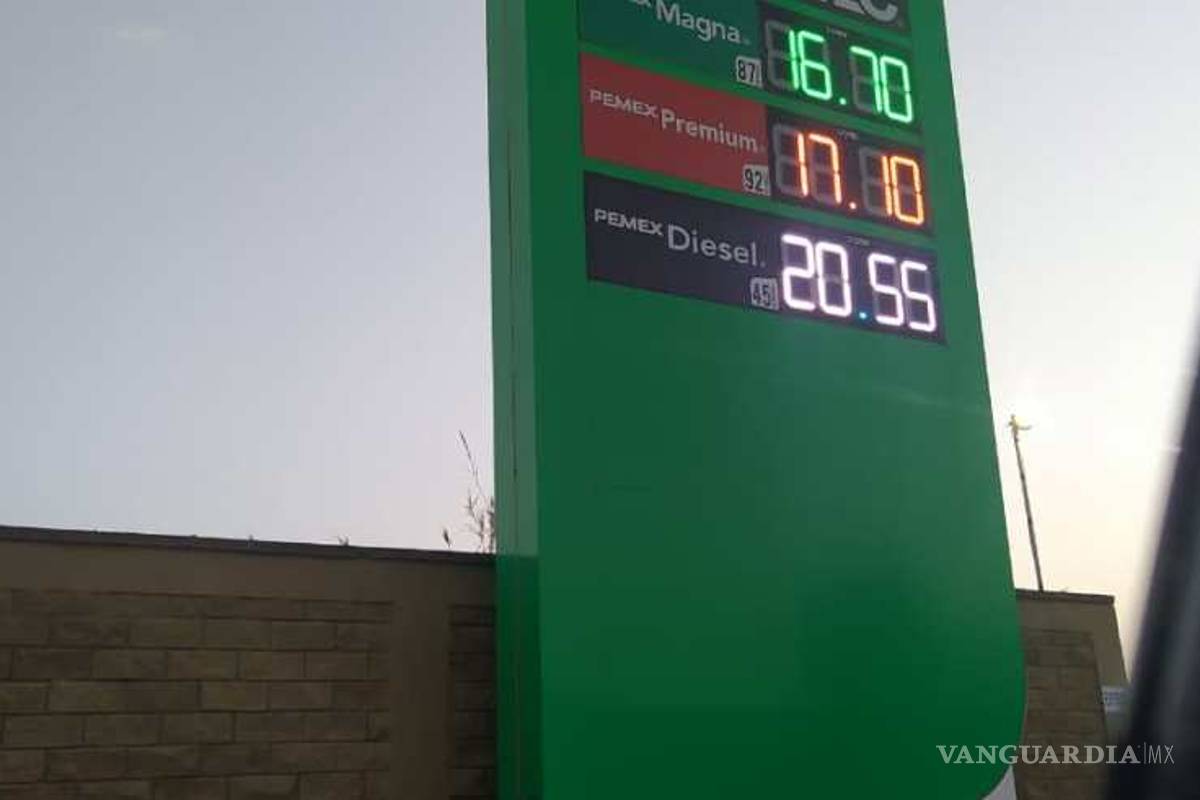 Magna
87 16.70
PEMEX Premium
92 17.10
PEMEX Diesel
45 20.55
VANGUARDIA|MX